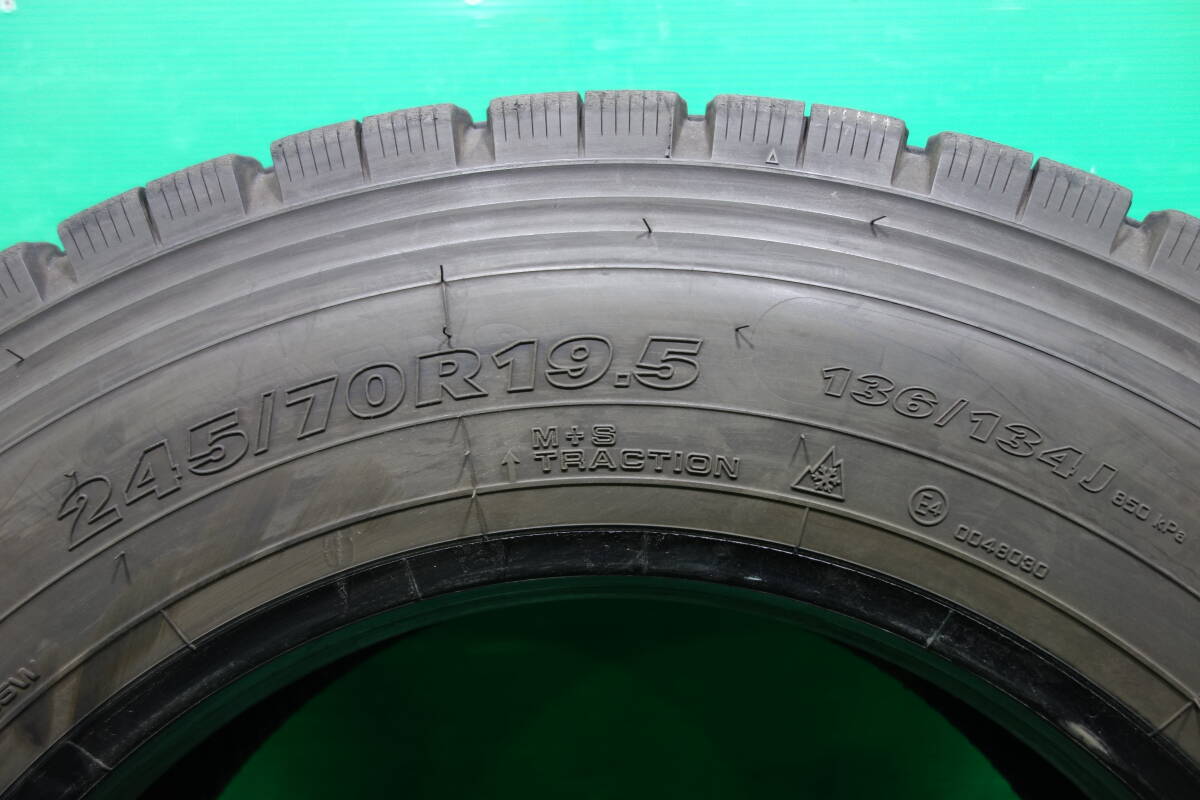 245/70R19.5
136/134J 850 kPa
M+S
TRACTION
E4
0048030